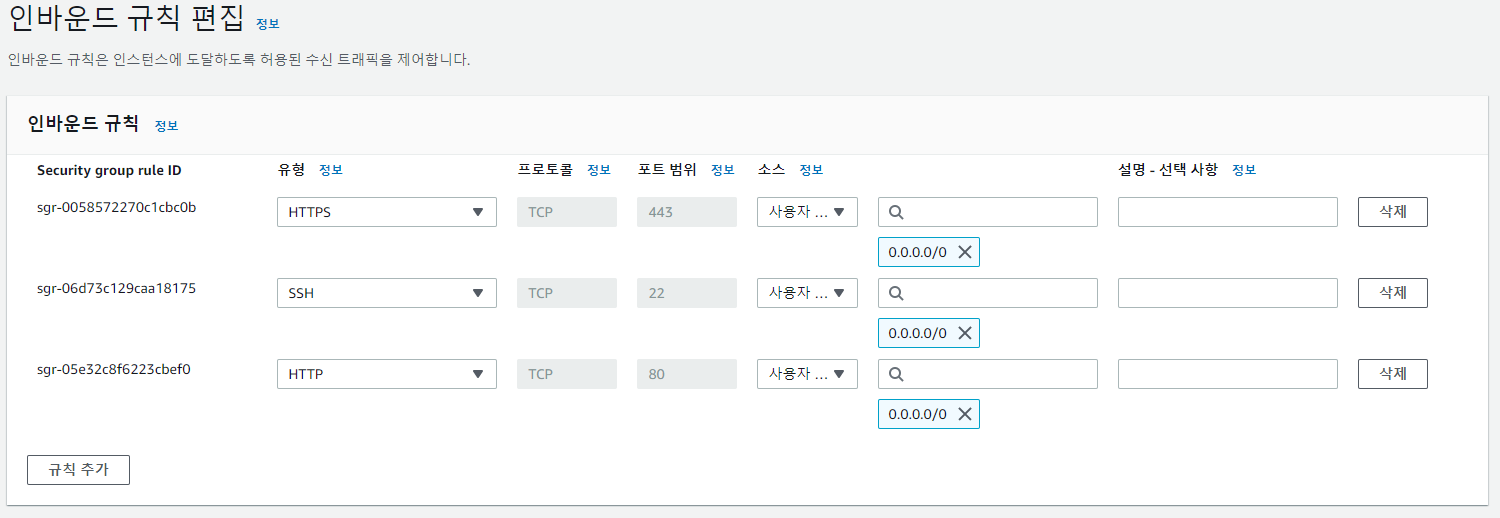 인바운드 규칙 편집 정보
인바운드 규칙은 인스턴스에 도달하도록 허용된 수신 트래픽을 제어합니다.
인바운드 규칙 정보
Security group rule ID 유형 정보 프로토콜 정보 포트 범위 정보 소스 정보 설명 - 선택 사항 정보
sgr-0058572270c1cbc0b HTTPS TCP 443 사용자 ... 삭제
0.0.0.0/0
sgr-06d73c129caa18175 SSH TCP 22 사용자 ... 삭제
0.0.0.0/0
sgr-05e32c8f6223cbef0 HTTP TCP 80 사용자 ... 삭제
0.0.0.0/0
규칙 추가